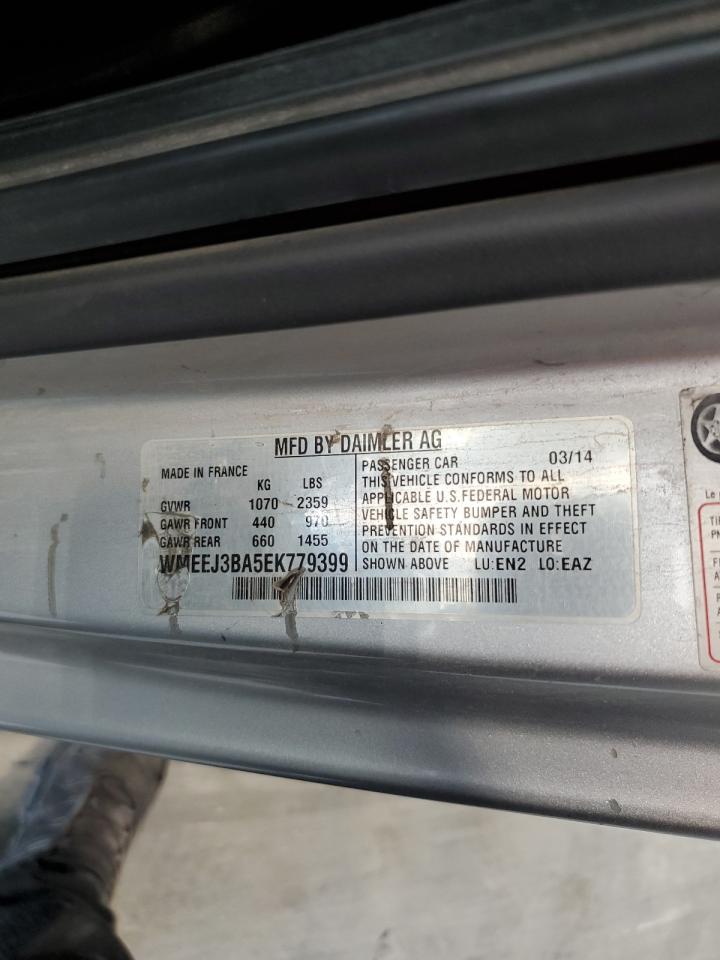 MFD BY DAIMLER AG
MADE IN FRANCE
KG LBS
GVWR 1070 2359
GAWR FRONT 440 970
GAWR REAR 660 1455
WMEEJ3BA5EK779399
PASSENGER CAR 03/14
THIS VEHICLE CONFORMS TO ALL
APPLICABLE U.S. FEDERAL MOTOR
VEHICLE SAFETY BUMPER AND THEFT
PREVENTION STANDARDS IN EFFECT
ON THE DATE OF MANUFACTURE
SHOWN ABOVE LU:EN2 LO:EAZ
Le